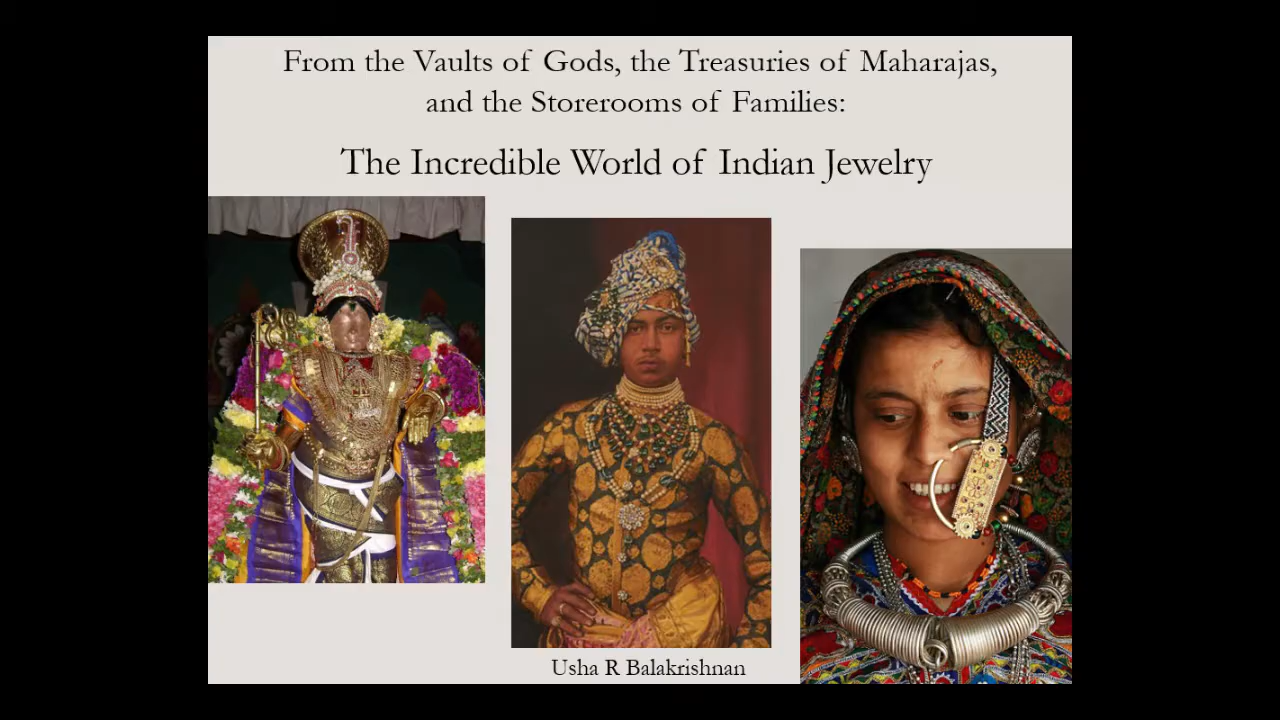 From the Vaults of Gods, the Treasuries of Maharajas,
and the Storerooms of Families:
The Incredible World of Indian Jewelry
Usha R Balakrishnan